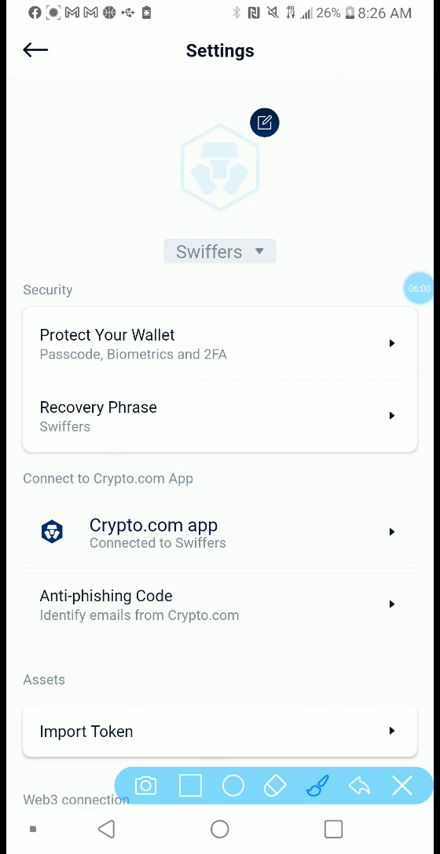 26% 8:26 AM
Settings
Swiffers
Security
06:00
Protect Your Wallet
Passcode, Biometrics and 2FA
Recovery Phrase
Swiffers
Connect to Crypto.com App
Crypto.com app
Connected to Swiffers
Anti-phishing Code
Identify emails from Crypto.com
Assets
Import Token
Web3 connection